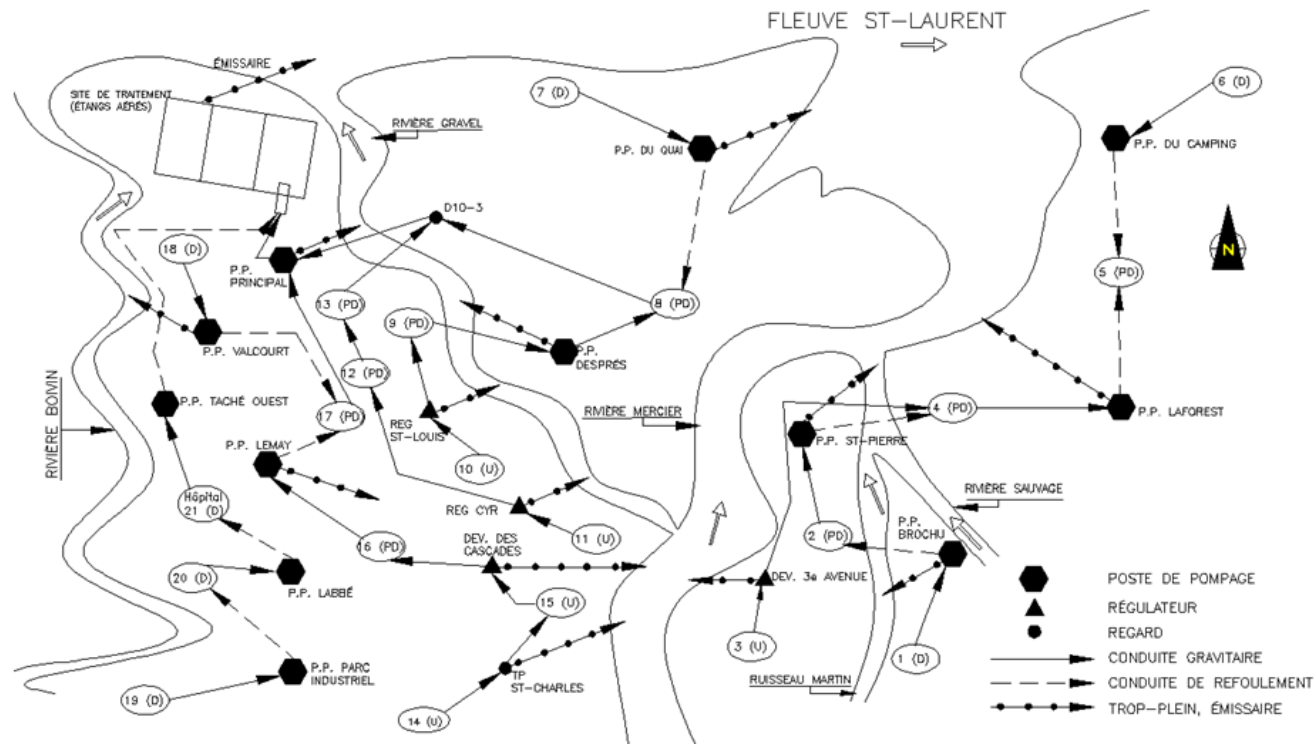 FLEUVE ST-LAURENT
ÉMISSAIRE
SITE DE TRAITEMENT
(ÉTANGS AÉRÉS)
7 (D)
6 (D)
RIVIÈRE GRAVEL
P.P. DU QUAI
P.P. DU CAMPING
D10-3
18 (D)
N
P.P.
PRINCIPAL
5 (PD)
13 (PD)
8 (PD)
9 (PD)
P.P. VALCOURT
P.P.
DESPRÉS
12 (PD)
P.P. TACHÉ OUEST
17 (PD)
RIVIÈRE MERCIER
4 (PD)
P.P. LAFOREST
RIVIÈRE BOIVIN
REG
ST-LOUIS
P.P. ST-PIERRE
P.P. LEMAY
10 (U)
RIVIÈRE SAUVAGE
Hôpital
21 (D)
REG CYR
P.P.
BROCHU
16 (PD)
DEV. DES
CASCADES
11 (U)
2 (PD)
20 (D)
P.P. LABBÉ
DEV. 3e AVENUE
POSTE DE POMPAGE
15 (U)
RÉGULATEUR
REGARD
3 (U)
1 (D)
CONDUITE GRAVITAIRE
P.P. PARC
INDUSTRIEL
TP
ST-CHARLES
RUISSEAU MARTIN
CONDUITE DE REFOULEMENT
19 (D)
TROP-PLEIN, ÉMISSAIRE
14 (U)